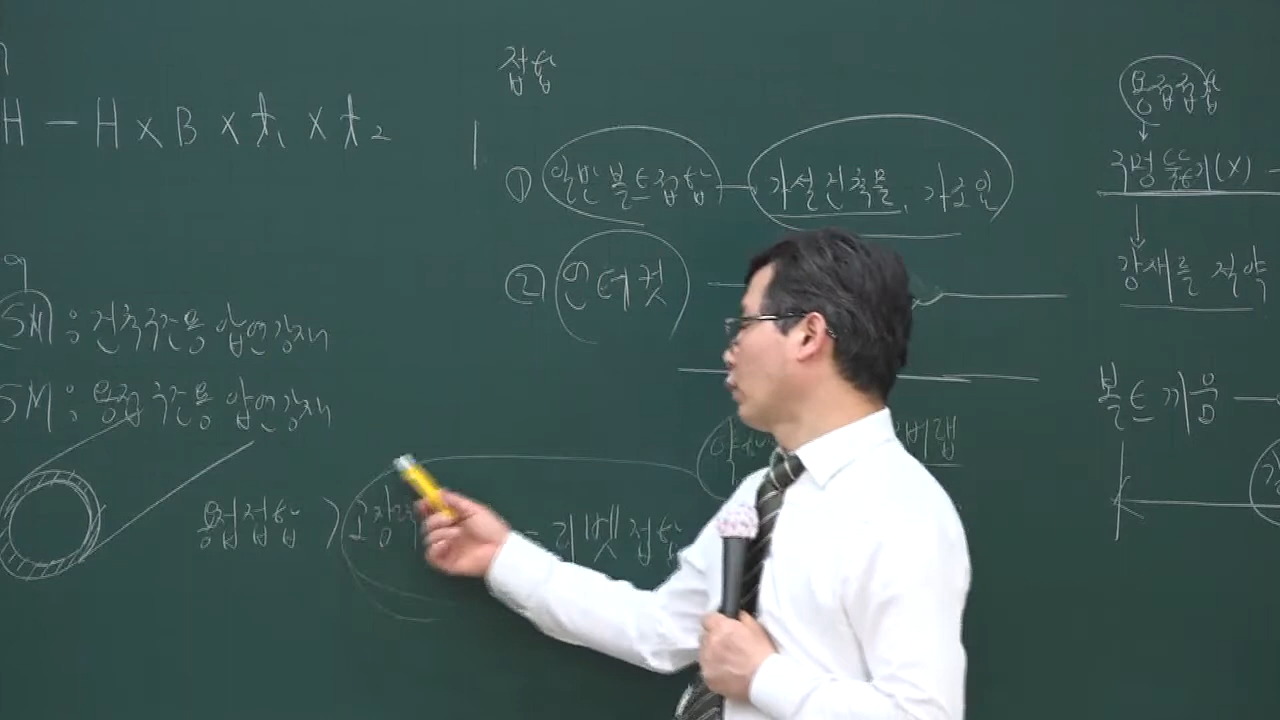 H - H x B x t₁ x t₂
SM : 건축구조용 압연강재
SM : 용접구조용 압연강재
접합
① 일반볼트접합 - 가설건축물, 가조임
② 인터컷
용접접합 >
= 리벳접합
용접접합
↓
구멍뚫기(x) -
↓
강재를 절약
볼트끼움 -